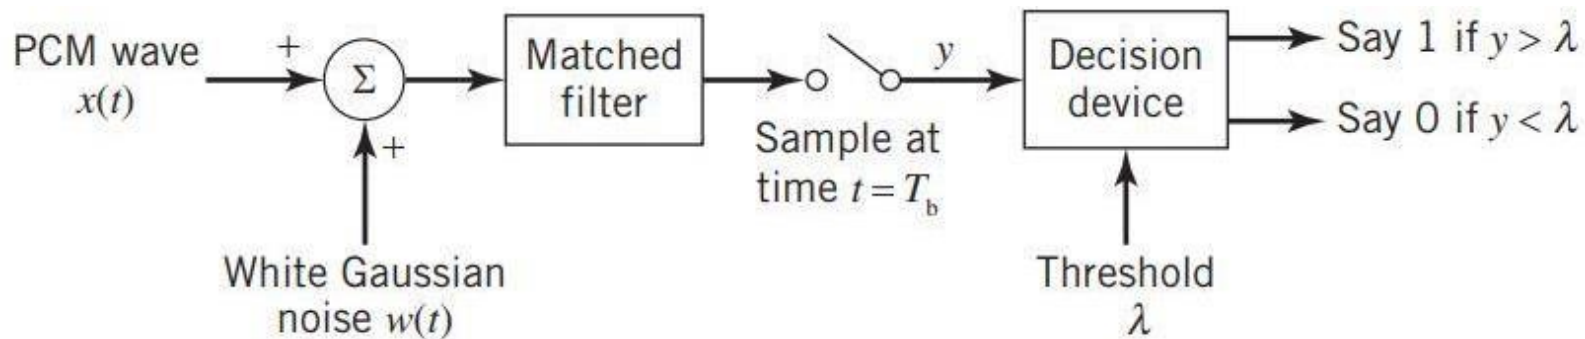 PCM wave
x(t)
+
Σ
+
White Gaussian
noise w(t)
Matched
filter
Sample at
time t = T_b
y
Decision
device
Threshold
λ
Say 1 if y > λ
Say 0 if y < λ